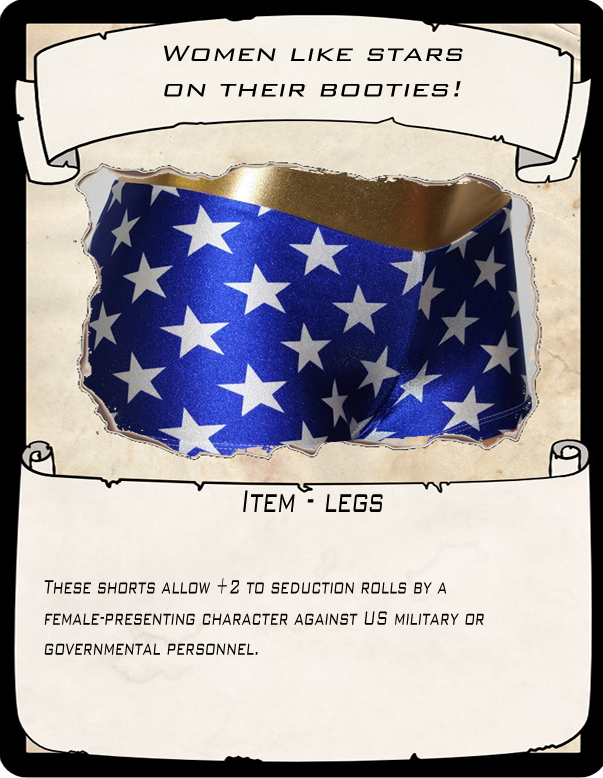 Women like stars
on their booties!
Item - legs
These shorts allow +2 to seduction rolls by a
female-presenting character against US military or
governmental personnel.